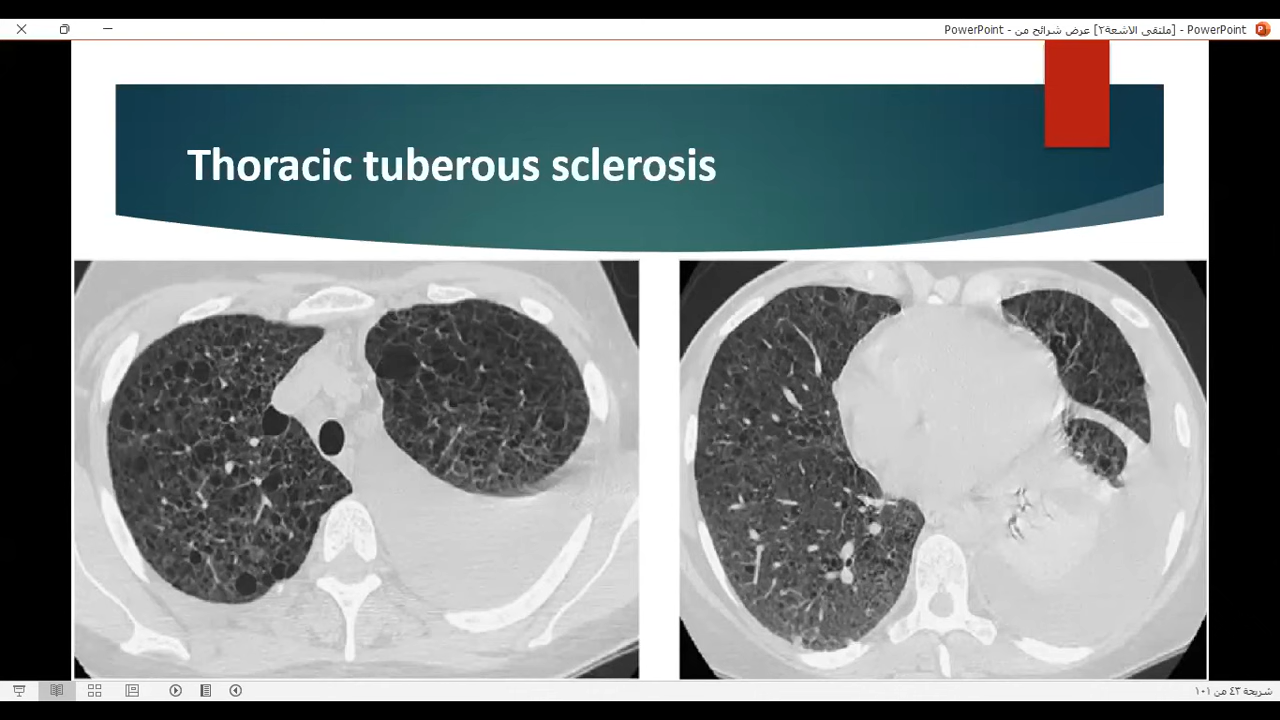 PowerPoint - [ملتقى الاشعة٢] عرض شرائح من - PowerPoint
Thoracic tuberous sclerosis
شريحة ٤٣ من ١٠١